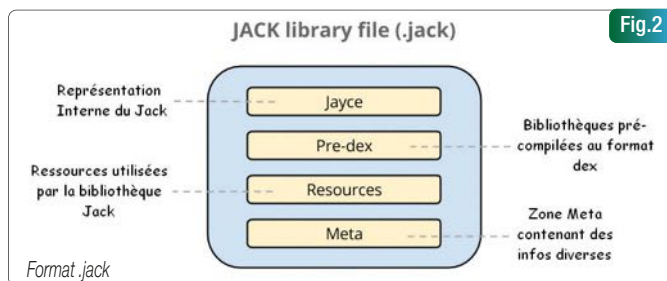 JACK library file (.jack)
Fig.2
Représentation
Interne du Jack
Jayce
Pre-dex
Bibliothèques pré-
compilées au format
dex
Ressources utilisées
par la bibliothèque
Jack
Resources
Meta
Zone Meta
contenant des
infos diverses
Format .jack